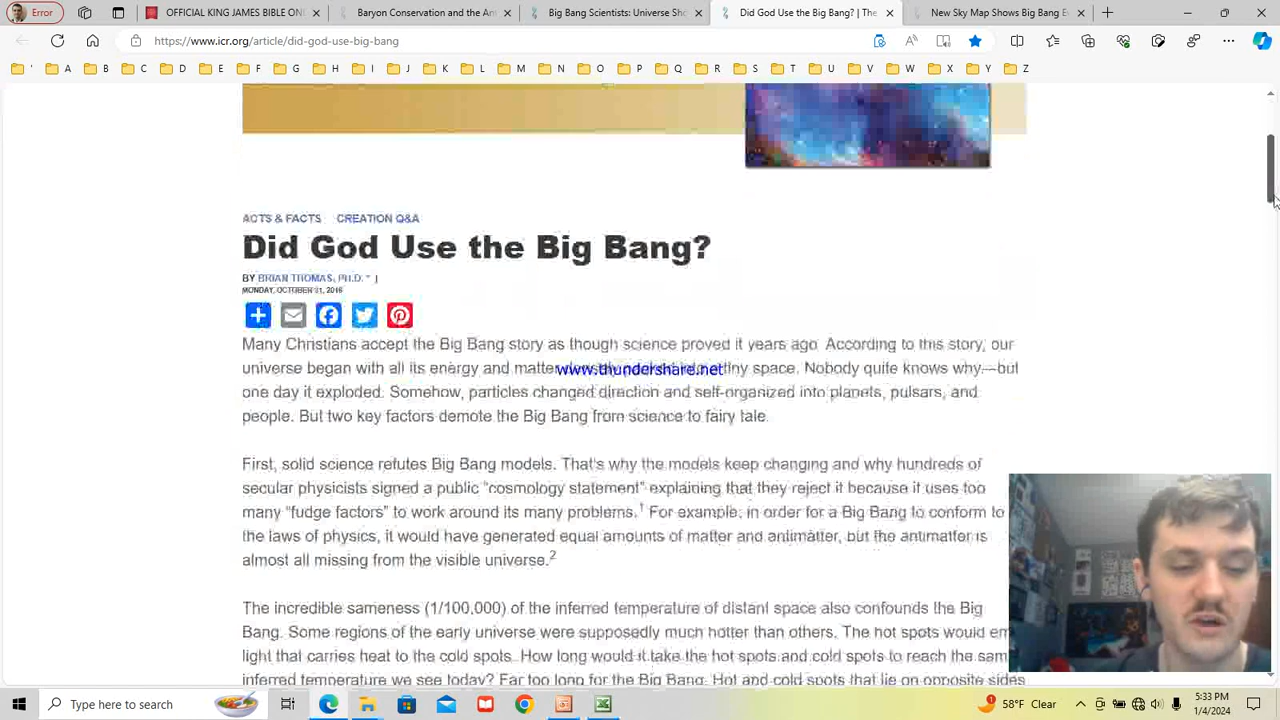 Error
OFFICIAL KING JAMES BIBLE ON
Baryon Conservation and the An
Big Bang Scientists: Universe Sh
Did God Use the Big Bang? | The
New Sky Map Shows Big Bang Ev
https://www.icr.org/article/did-god-use-big-bang
' A B C D E F G H I J K L M N O P Q R S T U V W X Y Z
ACTS & FACTS CREATION Q&A
Did God Use the Big Bang?
BY BRIAN THOMAS, PH.D. * |
MONDAY, OCTOBER 31, 2016
Many Christians accept the Big Bang story as though science proved it years ago. According to this story, our
universe began with all its energy and matter tiny space. Nobody quite knows why—but
www.thundershare.net
one day it exploded. Somehow, particles changed direction and self-organized into planets, pulsars, and
people. But two key factors demote the Big Bang from science to fairy tale.
First, solid science refutes Big Bang models. That's why the models keep changing and why hundreds of
secular physicists signed a public “cosmology statement” explaining that they reject it because it uses too
many “fudge factors” to work around its many problems.1 For example, in order for a Big Bang to conform to
the laws of physics, it would have generated equal amounts of matter and antimatter, but the antimatter is
almost all missing from the visible universe.2
The incredible sameness (1/100,000) of the inferred temperature of distant space also confounds the Big
Bang. Some regions of the early universe were supposedly much hotter than others. The hot spots would em
light that carries heat to the cold spots. How long would it take the hot spots and cold spots to reach the sam
inferred temperature we see today? Far too long for the Big Bang. Hot and cold spots that lie on opposite sides
Type here to search
58°F Clear
5:33 PM
1/4/2024